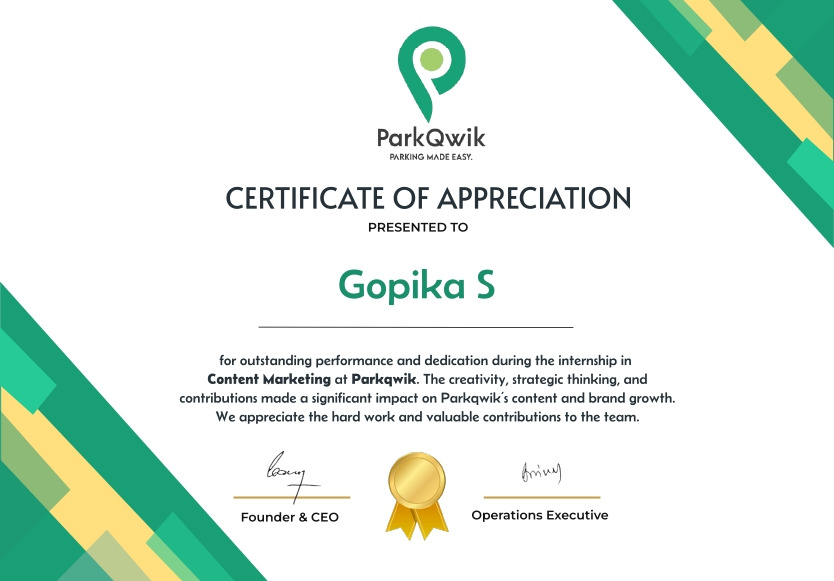 ParkQwik
PARKING MADE EASY.
CERTIFICATE OF APPRECIATION
PRESENTED TO
Gopika S
for outstanding performance and dedication during the internship in
Content Marketing at Parkqwik. The creativity, strategic thinking, and
contributions made a significant impact on Parkqwik's content and brand growth.
We appreciate the hard work and valuable contributions to the team.
Founder & CEO
Operations Executive